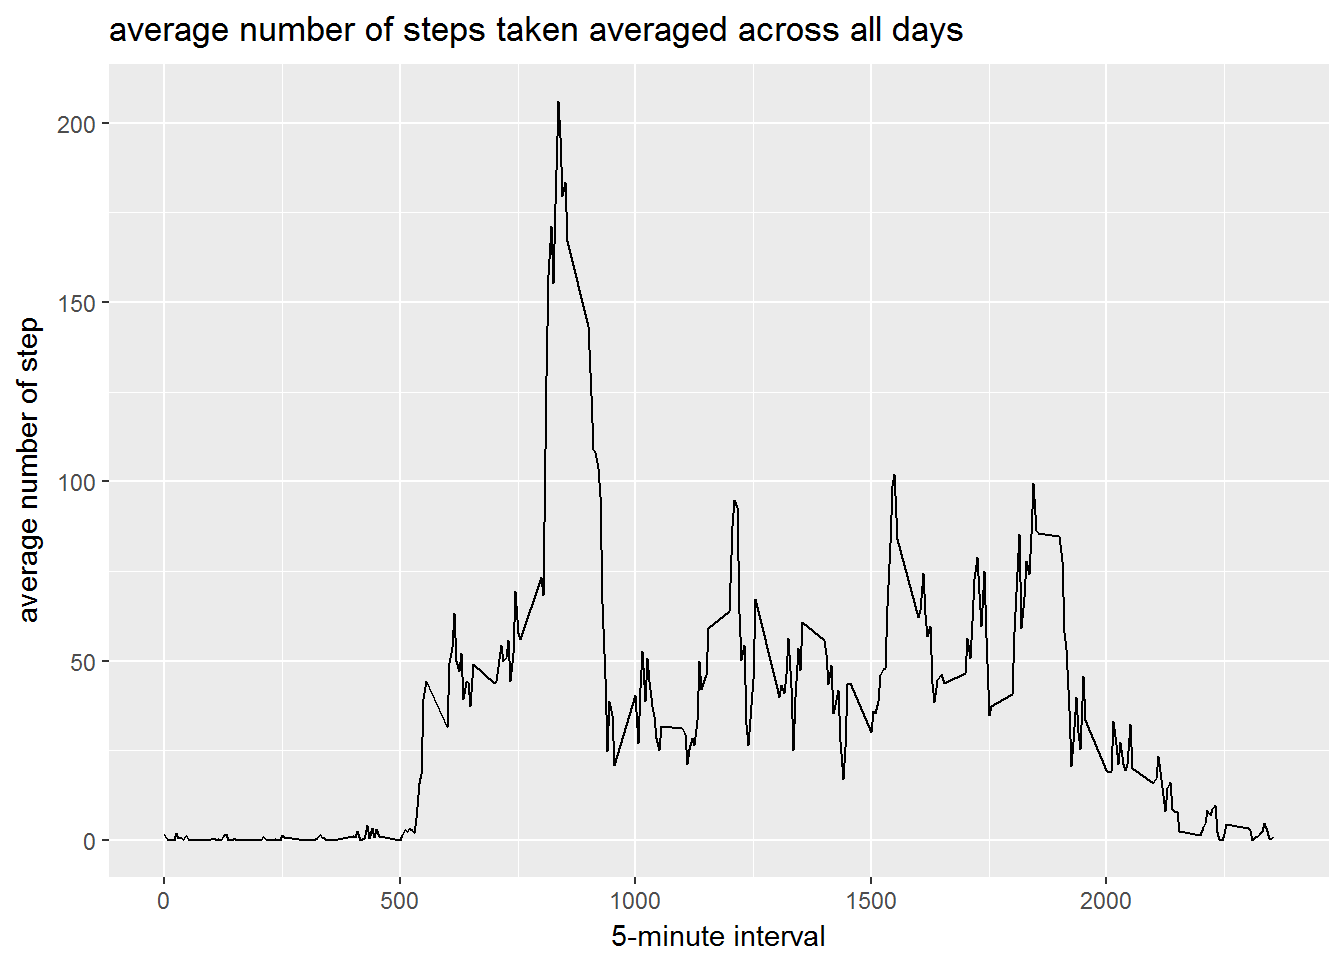 average number of steps taken averaged across all days
average number of step
200
150
100
50
0
0 500 1000 1500 2000
5-minute interval